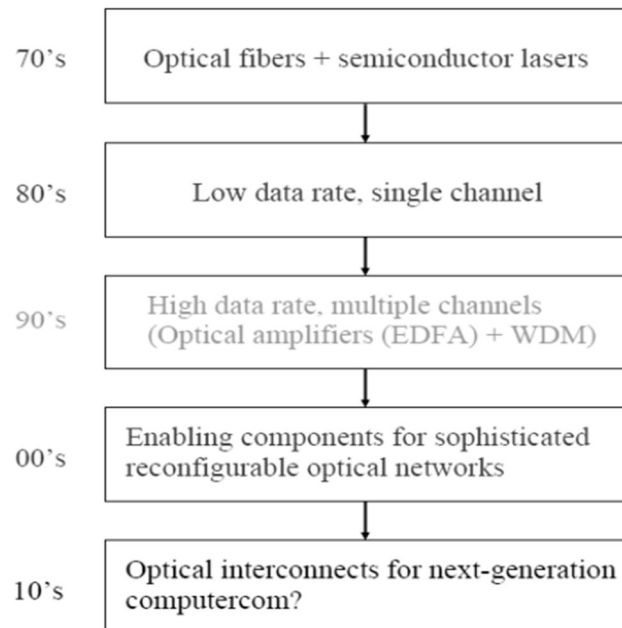 70's
Optical fibers + semiconductor lasers
80's
Low data rate, single channel
90's
High data rate, multiple channels
(Optical amplifiers (EDFA) + WDM)
00's
Enabling components for sophisticated
reconfigurable optical networks
10's
Optical interconnects for next-generation
computercom?